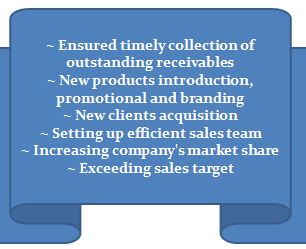 ~ Ensured timely collection of
outstanding receivables
~ New products introduction,
promotional and branding
~ New clients acquisition
~ Setting up efficient sales team
~ Increasing company's market share
~ Exceeding sales target